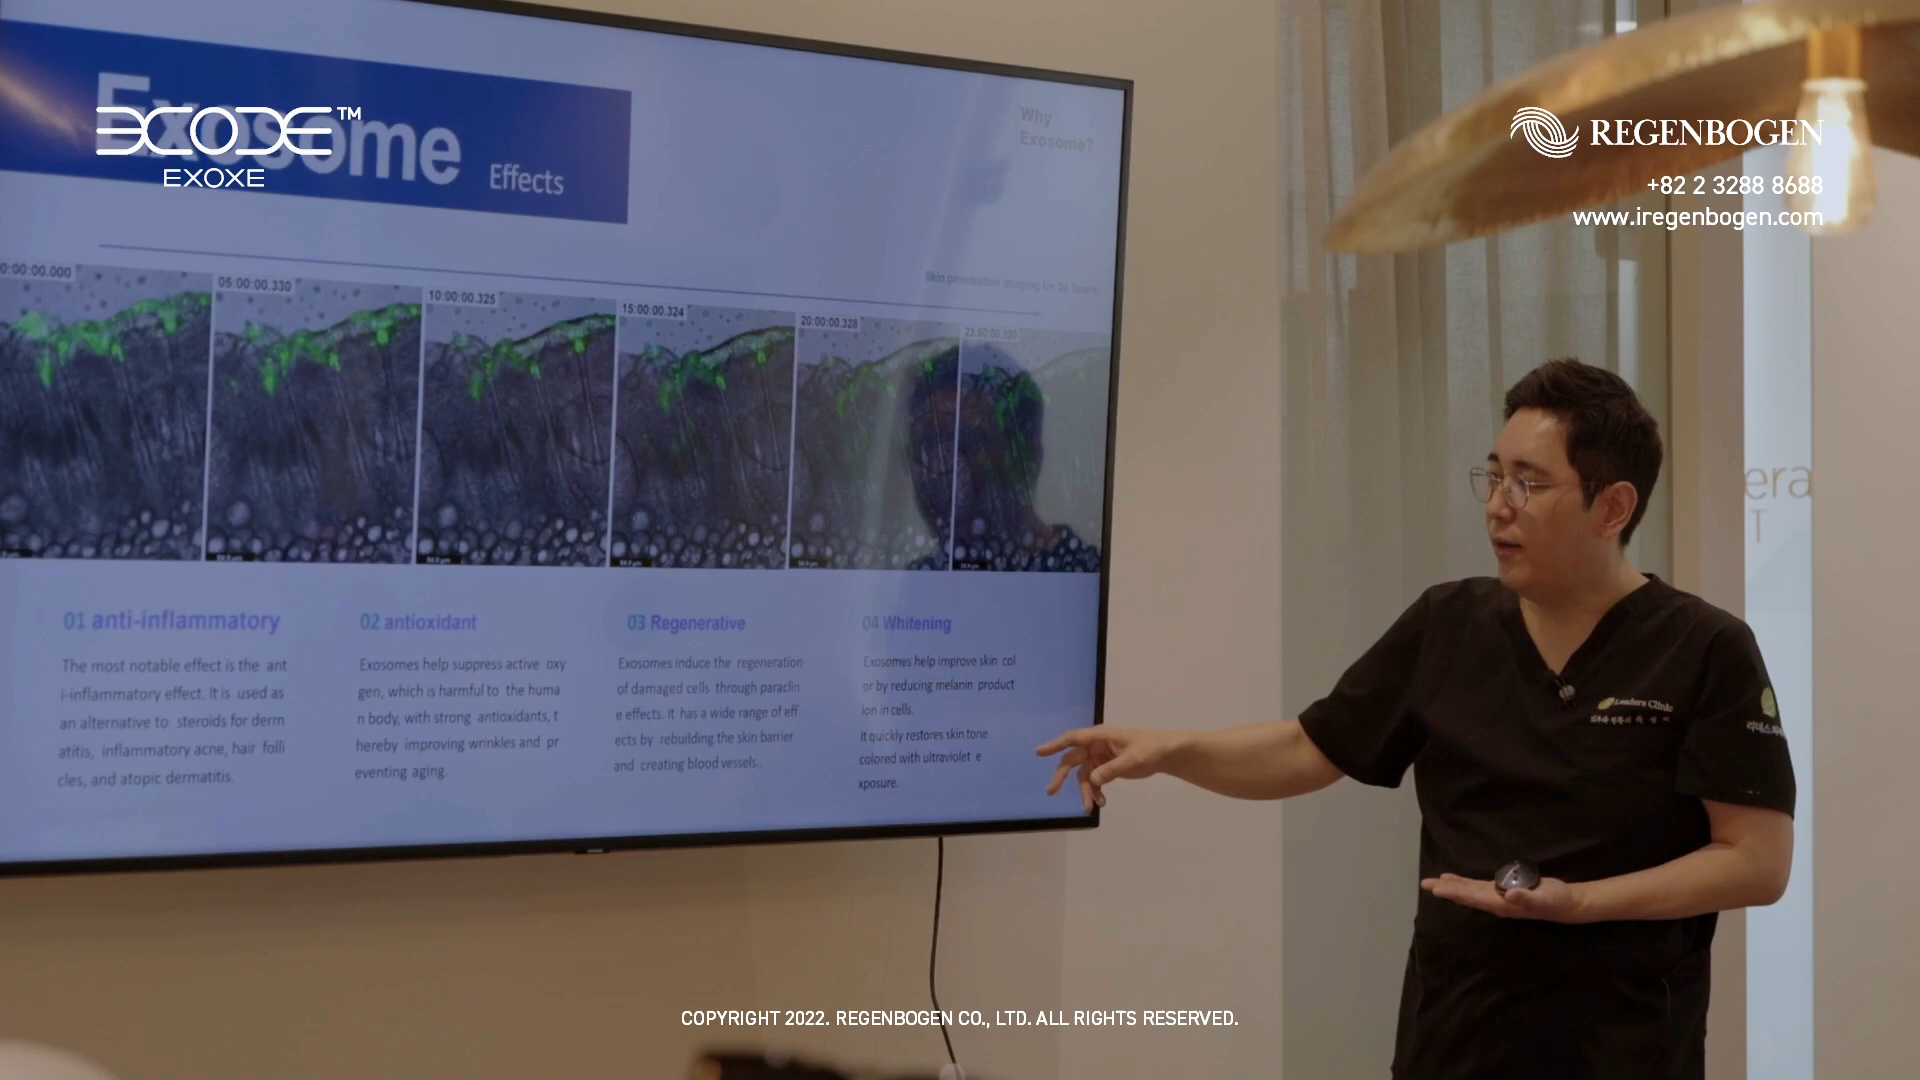 Exosome Effects
EXOXE™
EXOXE
Why
Exosome?
REGENBOGEN
+82 2 3288 8688
www.iregenbogen.com
Skin penetration imaging for 24 hours
0:00:00.000
05:00:00.330
10:00:00.325
15:00:00.324
20:00:00.328
23:50:00.320
01 anti-inflammatory
The most notable effect is the ant
i-inflammatory effect. It is used as
an alternative to steroids for derm
atitis, inflammatory acne, hair folli
cles, and atopic dermatitis.
02 antioxidant
Exosomes help suppress active oxy
gen, which is harmful to the huma
n body, with strong antioxidants, t
hereby improving wrinkles and pr
eventing aging.
03 Regenerative
Exosomes induce the regeneration
of damaged cells through paraclin
e effects. It has a wide range of eff
ects by rebuilding the skin barrier
and creating blood vessels.
04 Whitening
Exosomes help improve skin col
or by reducing melanin product
ion in cells.
It quickly restores skin tone
colored with ultraviolet e
xposure.
era
T
Leaders Clinic
COPYRIGHT 2022. REGENBOGEN CO., LTD. ALL RIGHTS RESERVED.